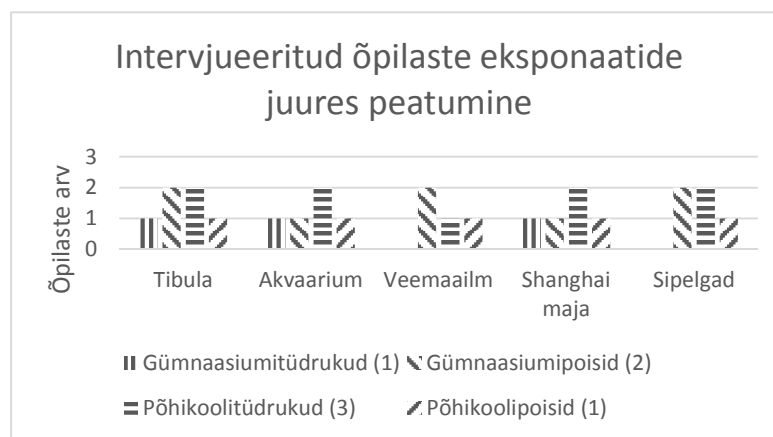 Intervjueeritud õpilaste eksponaatide
juures peatumine
Õpilaste arv
3
2
1
0
Tibula
Akvaarium
Veemaailm
Shanghai
maja
Sipelgad
Gümnaasiumitüdrukud (1)
Gümnaasiumipoisid (2)
Põhikoolitüdrukud (3)
Põhikoolipoisid (1)